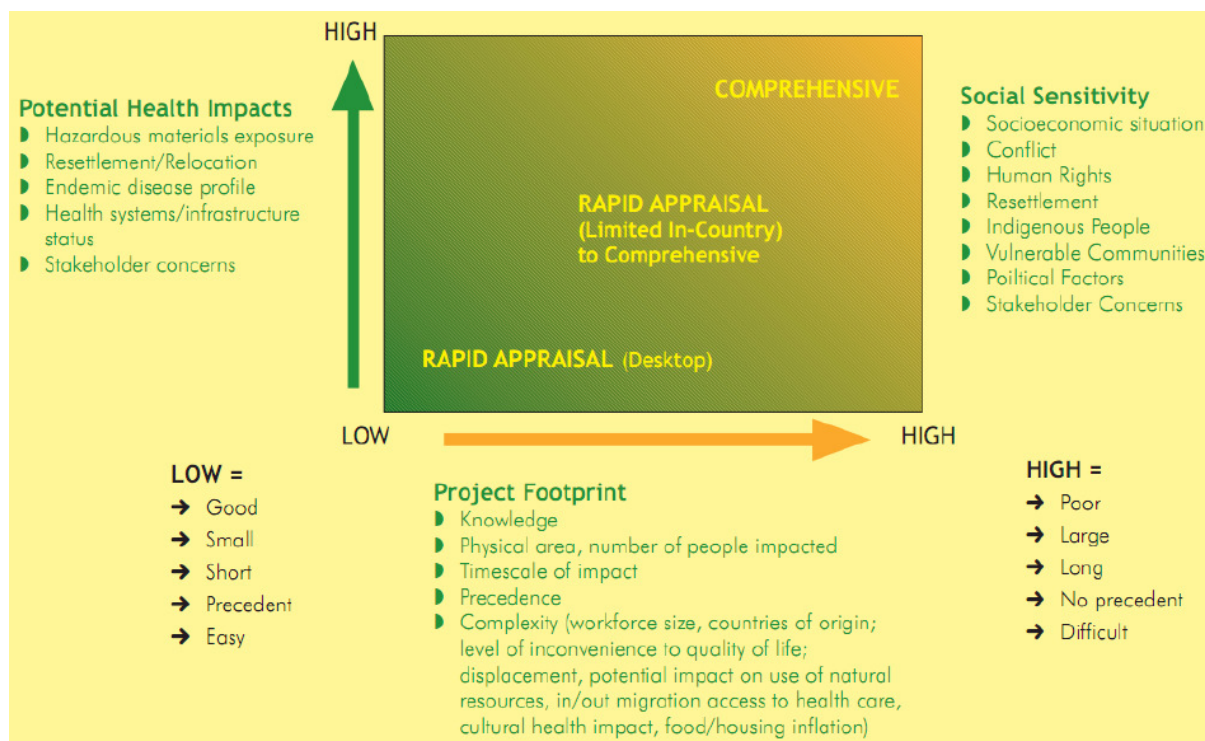 HIGH
Potential Health Impacts
Hazardous materials exposure
Resettlement/Relocation
Endemic disease profile
Health systems/infrastructure
status
Stakeholder concerns
COMPREHENSIVE
RAPID APPRAISAL
(Limited In-Country)
to Comprehensive
RAPID APPRAISAL (Desktop)
Social Sensitivity
Socioeconomic situation
Conflict
Human Rights
Resettlement
Indigenous People
Vulnerable Communities
Poiltical Factors
Stakeholder Concerns
LOW
HIGH
LOW =
→ Good
→ Small
→ Short
→ Precedent
→ Easy
Project Footprint
Knowledge
Physical area, number of people impacted
Timescale of impact
Precedence
Complexity (workforce size, countries of origin;
level of inconvenience to quality of life;
displacement, potential impact on use of natural
resources, in/out migration access to health care,
cultural health impact, food/housing inflation)
HIGH =
→ Poor
→ Large
→ Long
→ No precedent
→ Difficult